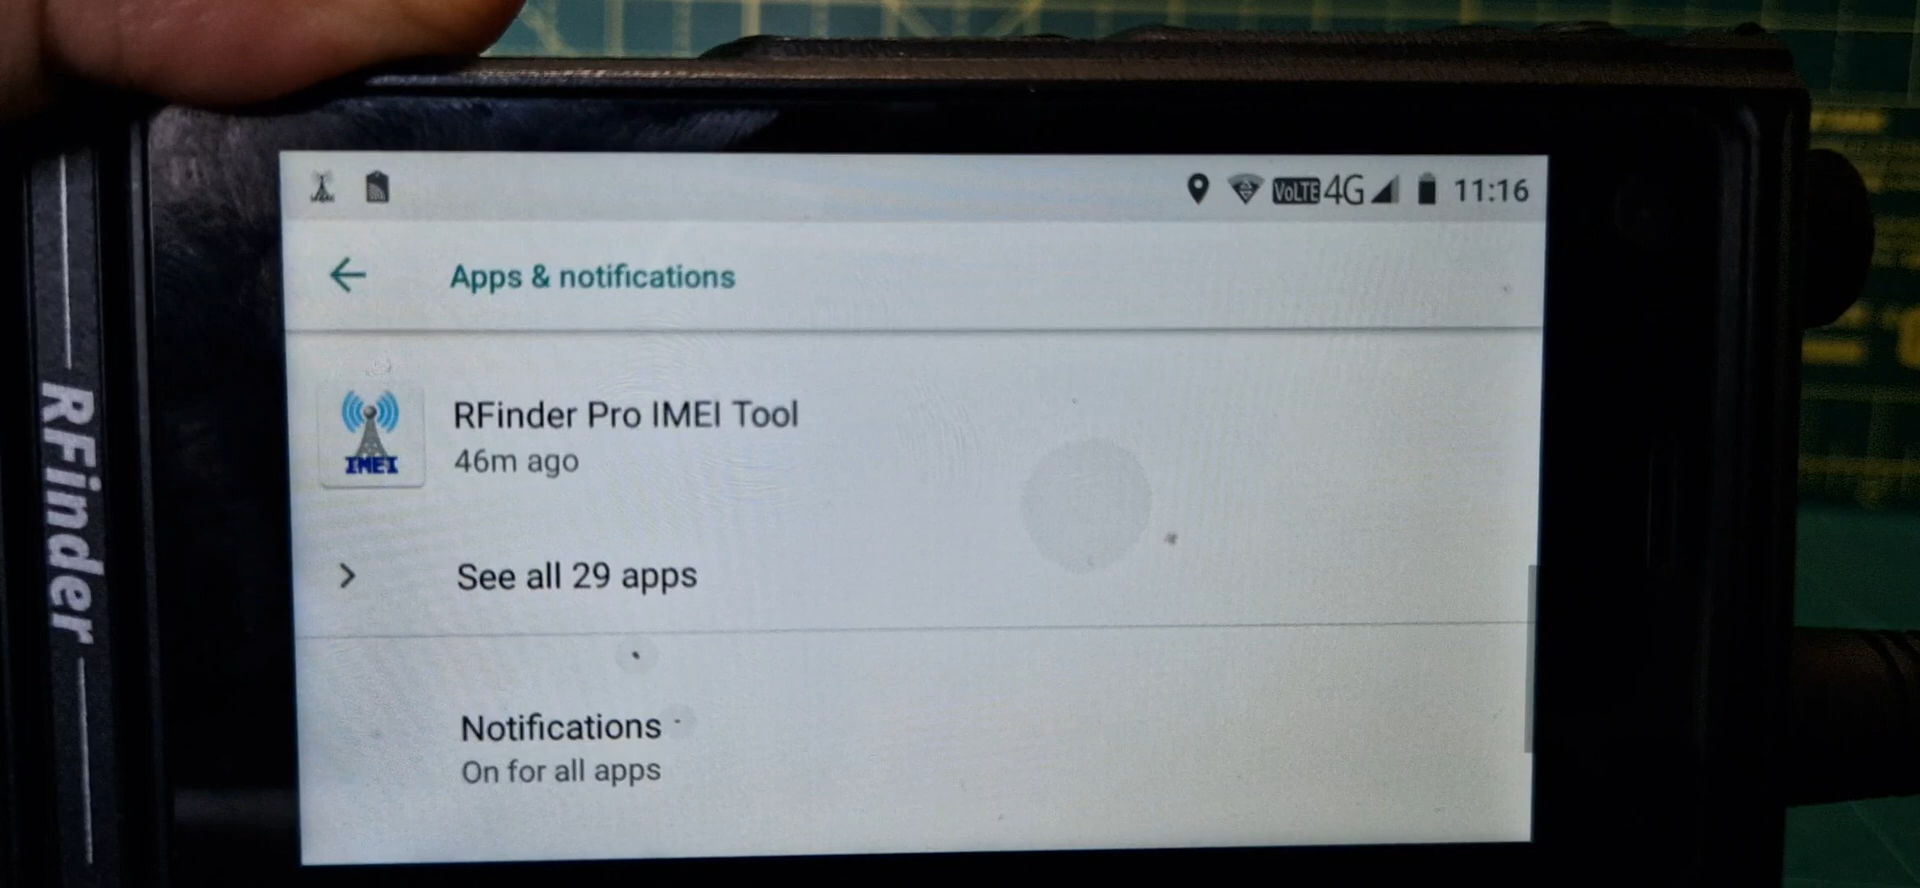 VoLTE 4G 11:16
Apps & notifications
IMEI
RFinder Pro IMEI Tool
46m ago
See all 29 apps
Notifications
On for all apps
RFinder